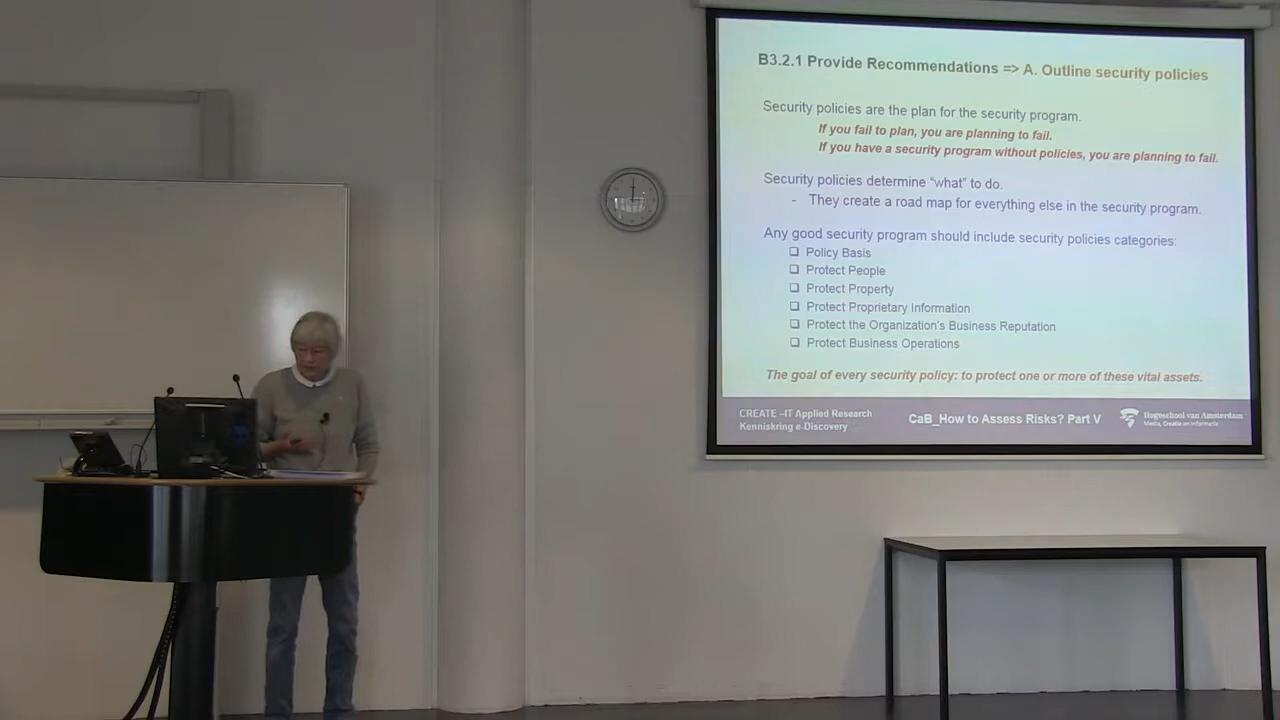 B3.2.1 Provide Recommendations => A. Outline security policies
Security policies are the plan for the security program.
If you fail to plan, you are planning to fail.
If you have a security program without policies, you are planning to fail.
Security policies determine “what” to do.
- They create a road map for everything else in the security program.
Any good security program should include security policies categories:
❑ Policy Basis
❑ Protect People
❑ Protect Property
❑ Protect Proprietary Information
❑ Protect the Organization's Business Reputation
❑ Protect Business Operations
The goal of every security policy: to protect one or more of these vital assets.
CREATE –IT Applied Research
Kenniskring e-Discovery
CaB_How to Assess Risks? Part V
Hogeschool van Amsterdam
Media, Creatie en Informatie